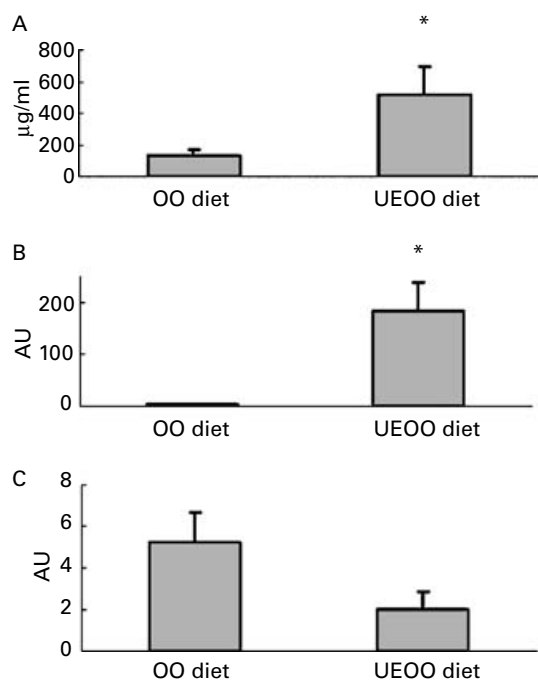 A
*
800
600
400
200
0
µg/ml
OO diet UEOO diet
B
*
200
100
0
AU
OO diet UEOO diet
C
8
6
4
2
0
AU
OO diet UEOO diet